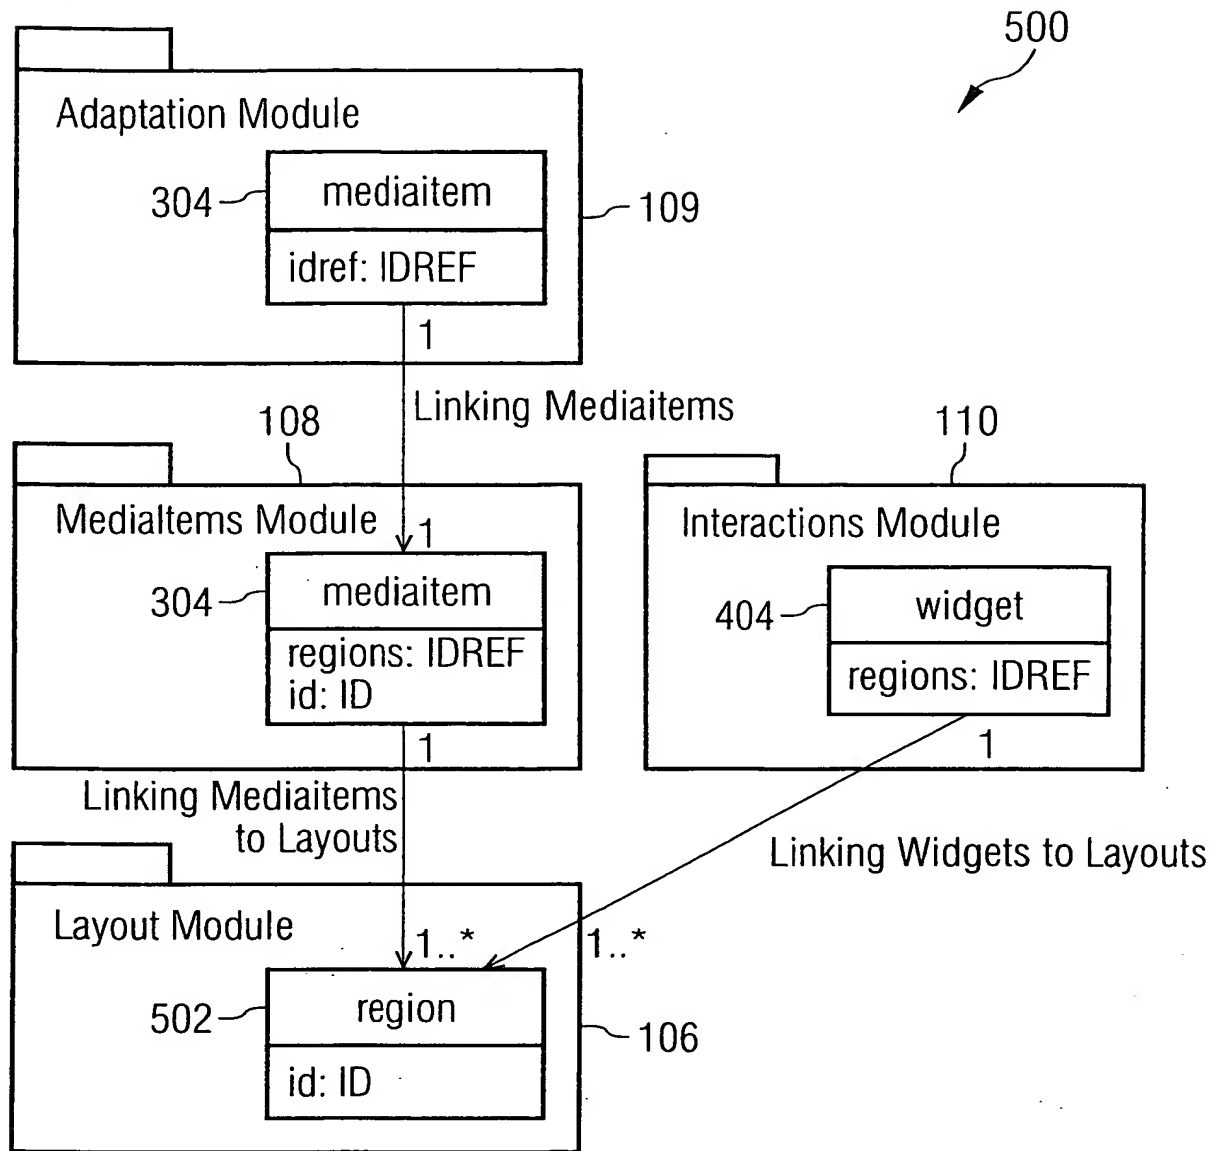 500
Adaptation Module
304
mediaitem
109
idref: IDREF
1
Linking Mediaitems
108
110
MediaItems Module
1
Interactions Module
304
mediaitem
404
widget
regions: IDREF
id: ID
regions: IDREF
1
1
Linking Mediaitems
to Layouts
Linking Widgets to Layouts
Layout Module
1..*
1..*
502
region
106
id: ID